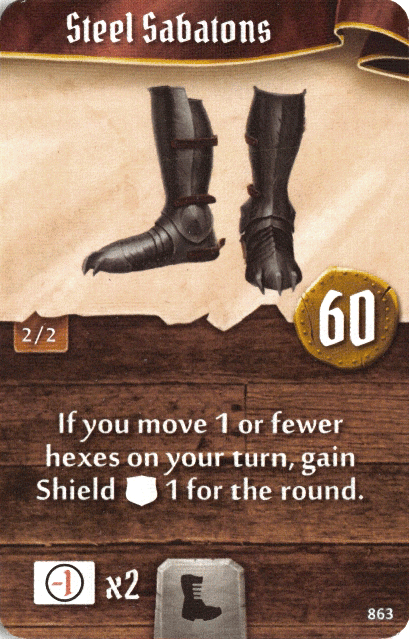 Steel Sabatons
60
2/2
If you move 1 or fewer
hexes on your turn, gain
Shield 1 for the round.
-1 x2
863